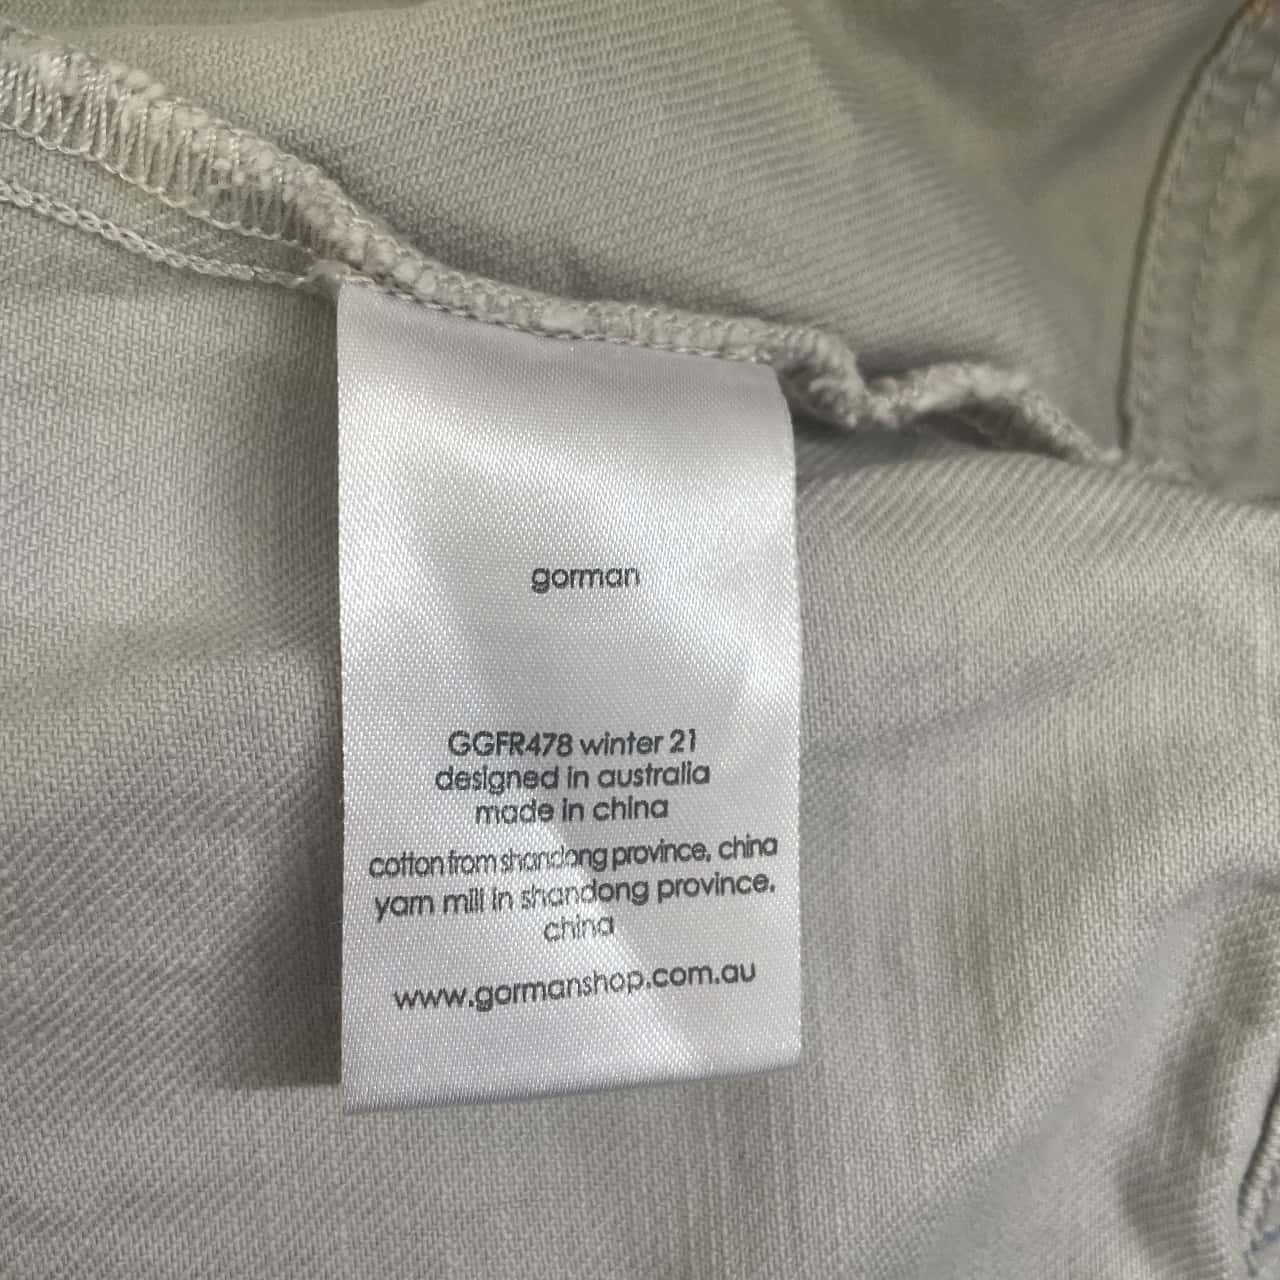 gorman
GGFR478 winter 21
designed in australia
made in china
cotton from shandong province, china
yarn mill in shandong province,
china
www.gormanshop.com.au